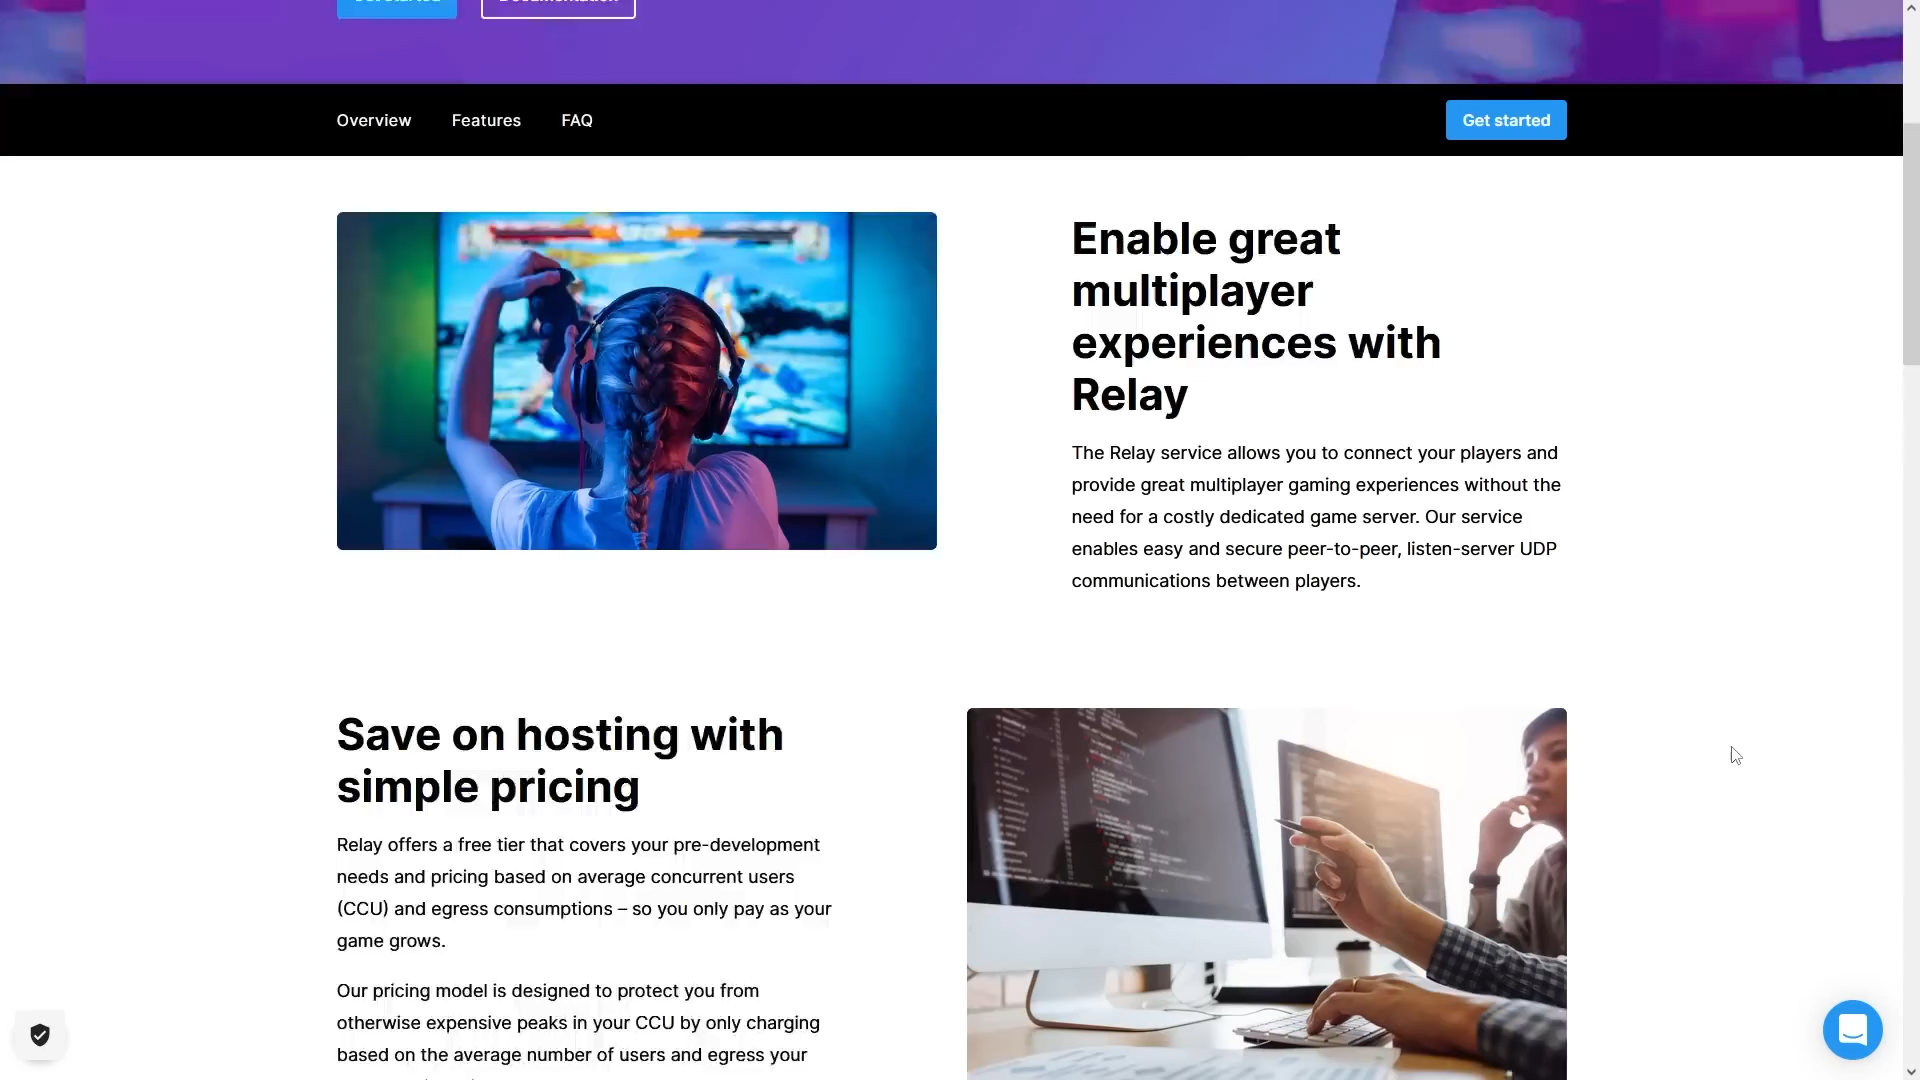 Get started
Documentation
Overview
Features
FAQ
Get started
Enable great
multiplayer
experiences with
Relay
The Relay service allows you to connect your players and
provide great multiplayer gaming experiences without the
need for a costly dedicated game server. Our service
enables easy and secure peer-to-peer, listen-server UDP
communications between players.
Save on hosting with
simple pricing
Relay offers a free tier that covers your pre-development
needs and pricing based on average concurrent users
(CCU) and egress consumptions – so you only pay as your
game grows.
Our pricing model is designed to protect you from
otherwise expensive peaks in your CCU by only charging
based on the average number of users and egress your